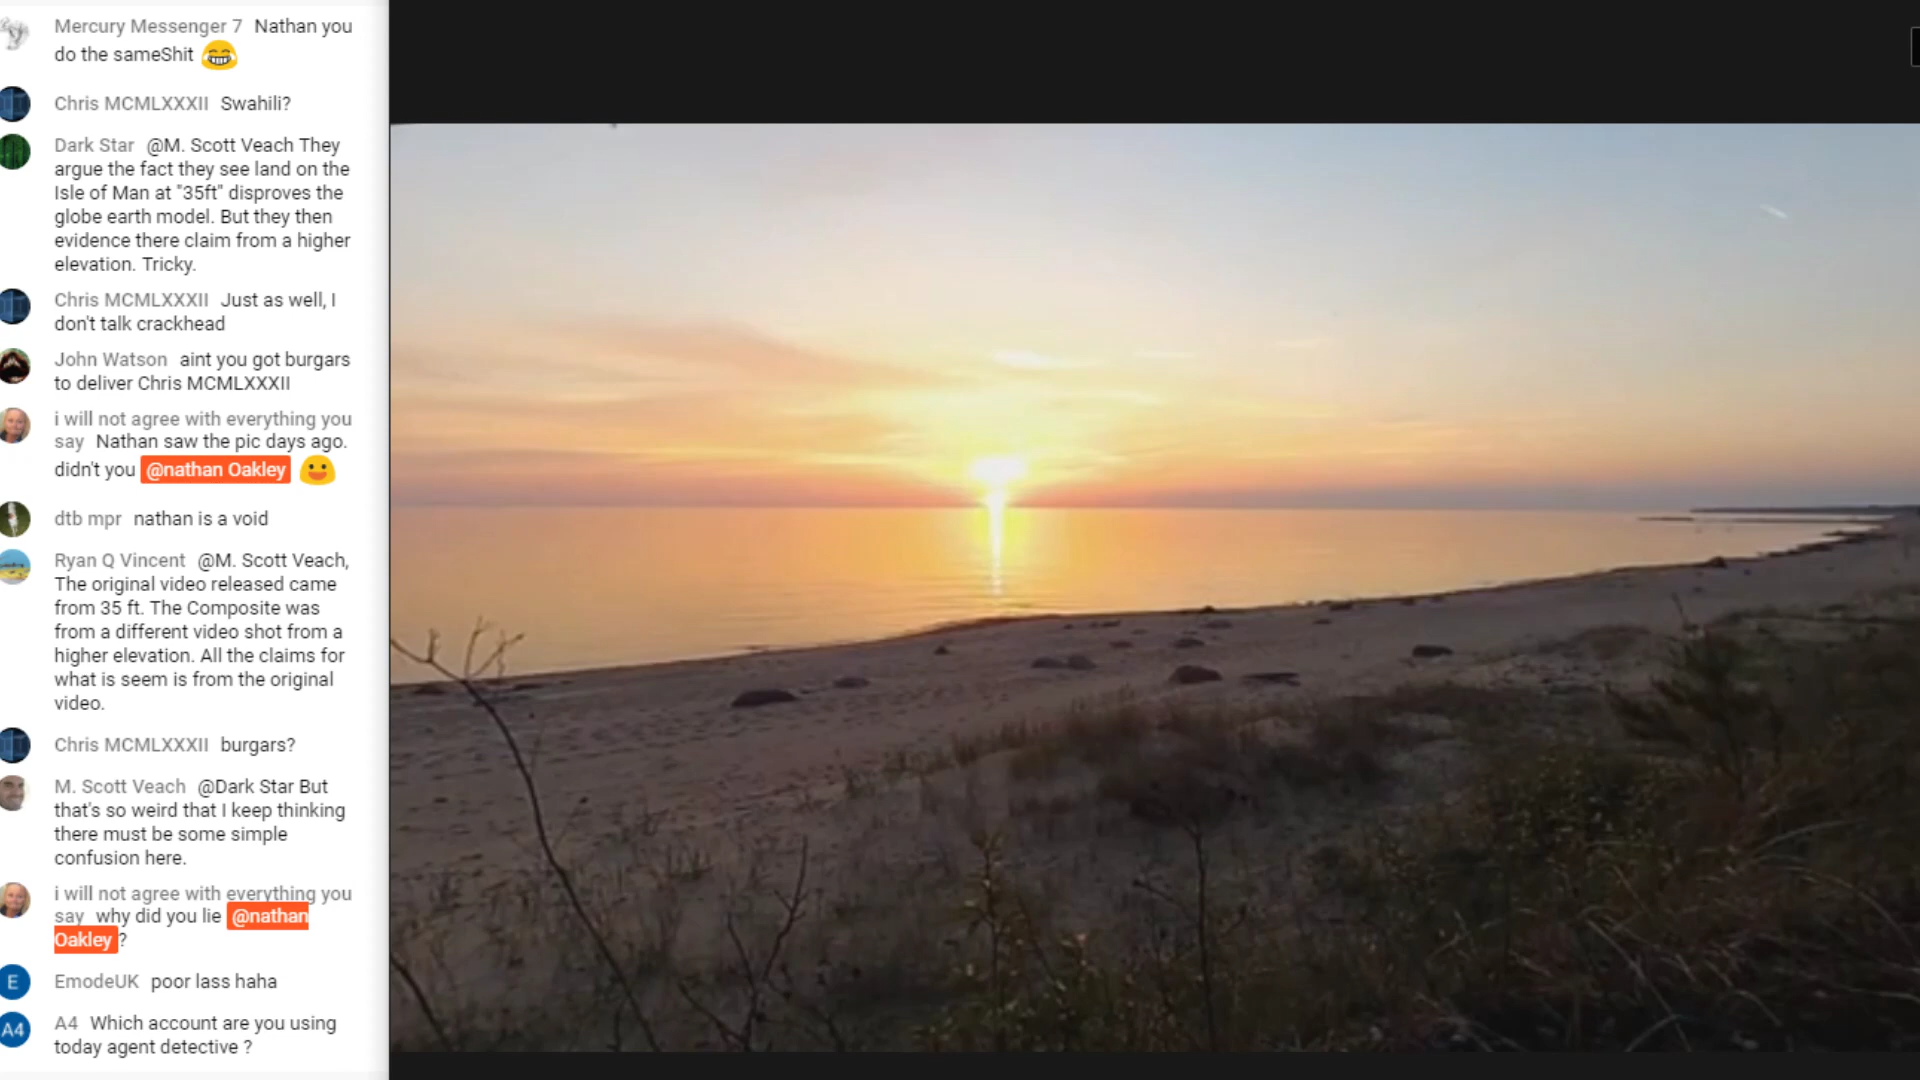 Mercury Messenger 7 Nathan you
do the sameShit
Chris MCMLXXXII Swahili?
Dark Star @M. Scott Veach They
argue the fact they see land on the
Isle of Man at "35ft" disproves the
globe earth model. But they then
evidence there claim from a higher
elevation. Tricky.
Chris MCMLXXXII Just as well, I
don't talk crackhead
John Watson aint you got burgars
to deliver Chris MCMLXXXII
i will not agree with everything you
say Nathan saw the pic days ago.
didn't you @nathan Oakley
dtb mpr nathan is a void
Ryan Q Vincent @M. Scott Veach,
The original video released came
from 35 ft. The Composite was
from a different video shot from a
higher elevation. All the claims for
what is seem is from the original
video.
Chris MCMLXXXII burgars?
M. Scott Veach @Dark Star But
that's so weird that I keep thinking
there must be some simple
confusion here.
i will not agree with everything you
say why did you lie @nathan
Oakley ?
E EmodeUK poor lass haha
A4 A4 Which account are you using
today agent detective ?